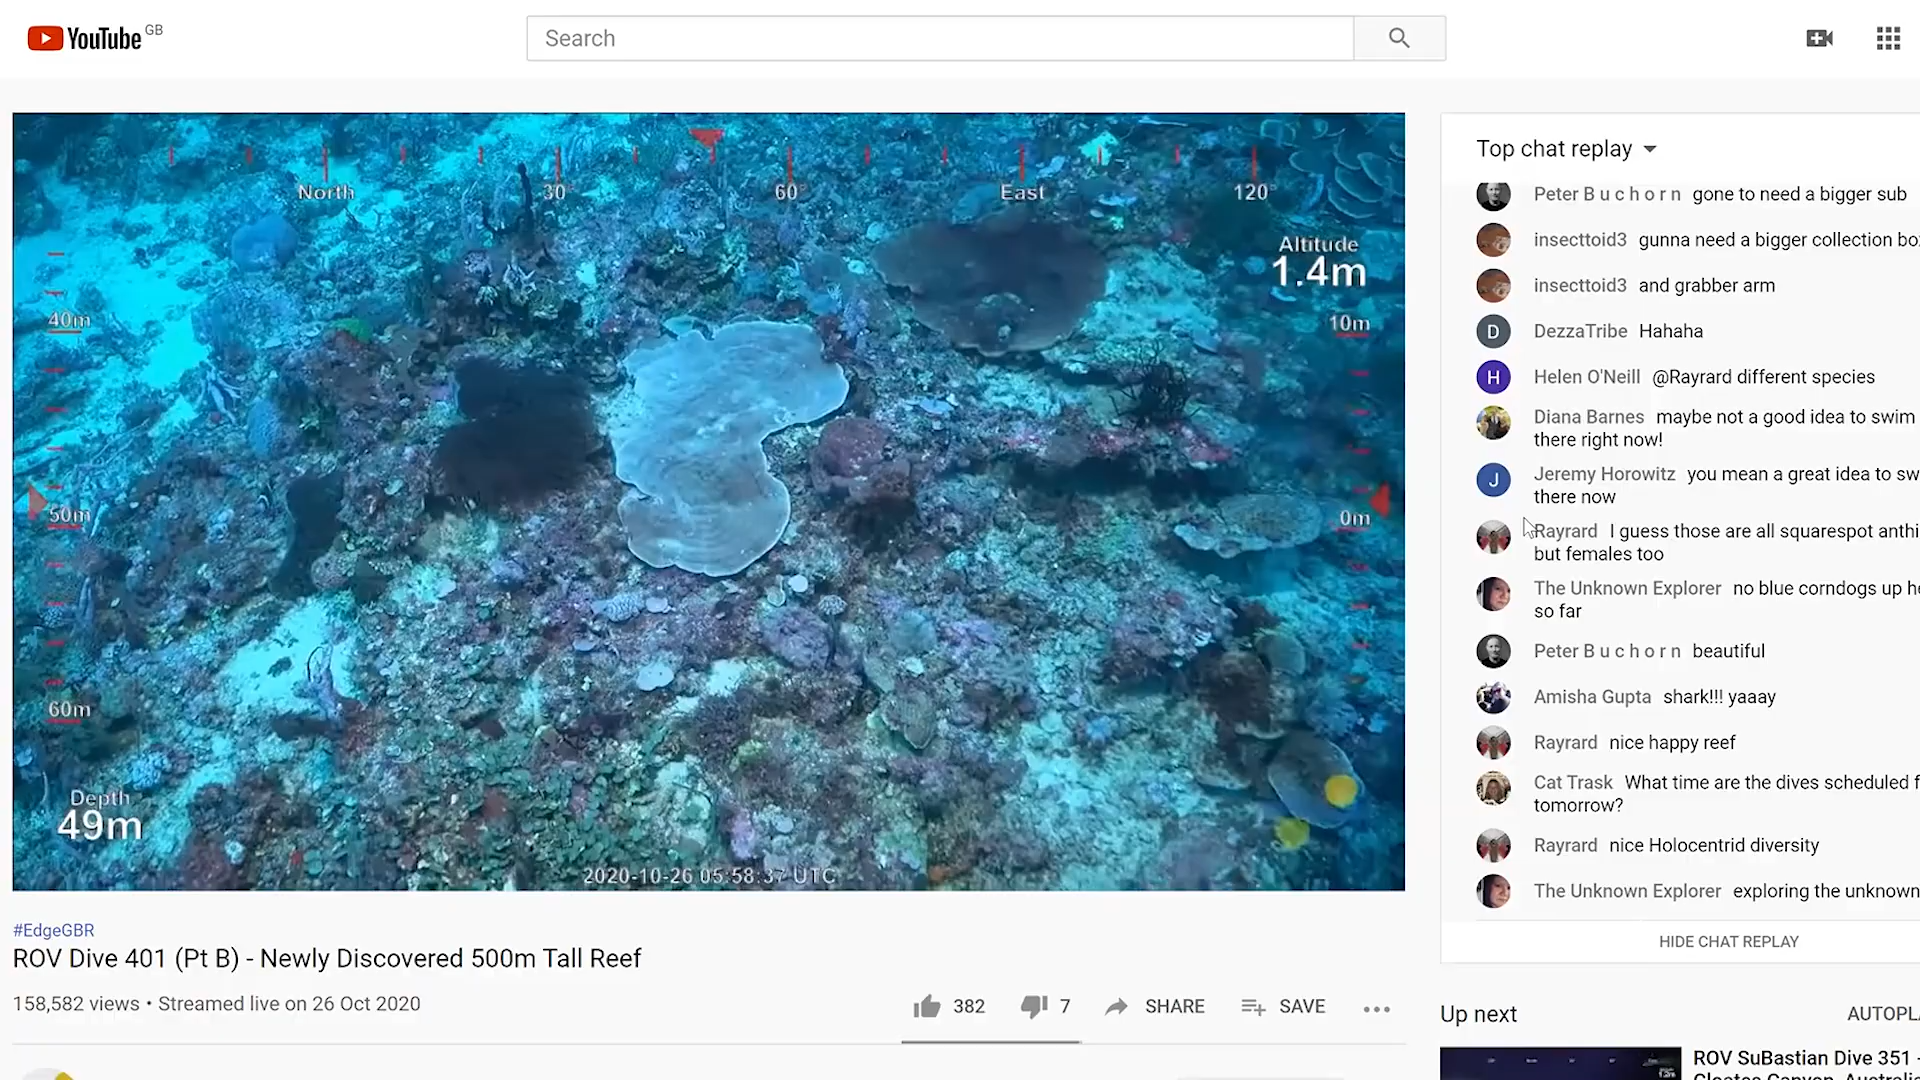 YouTube GB
Search
North 30° 60° East 120°
Altitude
1.4m
40m
10m
50m
0m
60m
Depth
49m
2020-10-26 05:58:37 UTC
#EdgeGBR
ROV Dive 401 (Pt B) - Newly Discovered 500m Tall Reef
158,582 views • Streamed live on 26 Oct 2020
382 7 SHARE SAVE
Top chat replay
Peter B u c h o r n gone to need a bigger sub
insecttoid3 gunna need a bigger collection
insecttoid3 and grabber arm
D DezzaTribe Hahaha
H Helen O'Neill @Rayrard different species
Diana Barnes maybe not a good idea to swim
there right now!
J Jeremy Horowitz you mean a great idea to
there now
Rayrard I guess those are all squarespot
but females too
The Unknown Explorer no blue corndogs up
so far
Peter B u c h o r n beautiful
Amisha Gupta shark!!! yaaay
Rayrard nice happy reef
Cat Trask What time are the dives scheduled
tomorrow?
Rayrard nice Holocentrid diversity
The Unknown Explorer exploring the unknown
HIDE CHAT REPLAY
Up next
ROV SuBastian Dive 351 -